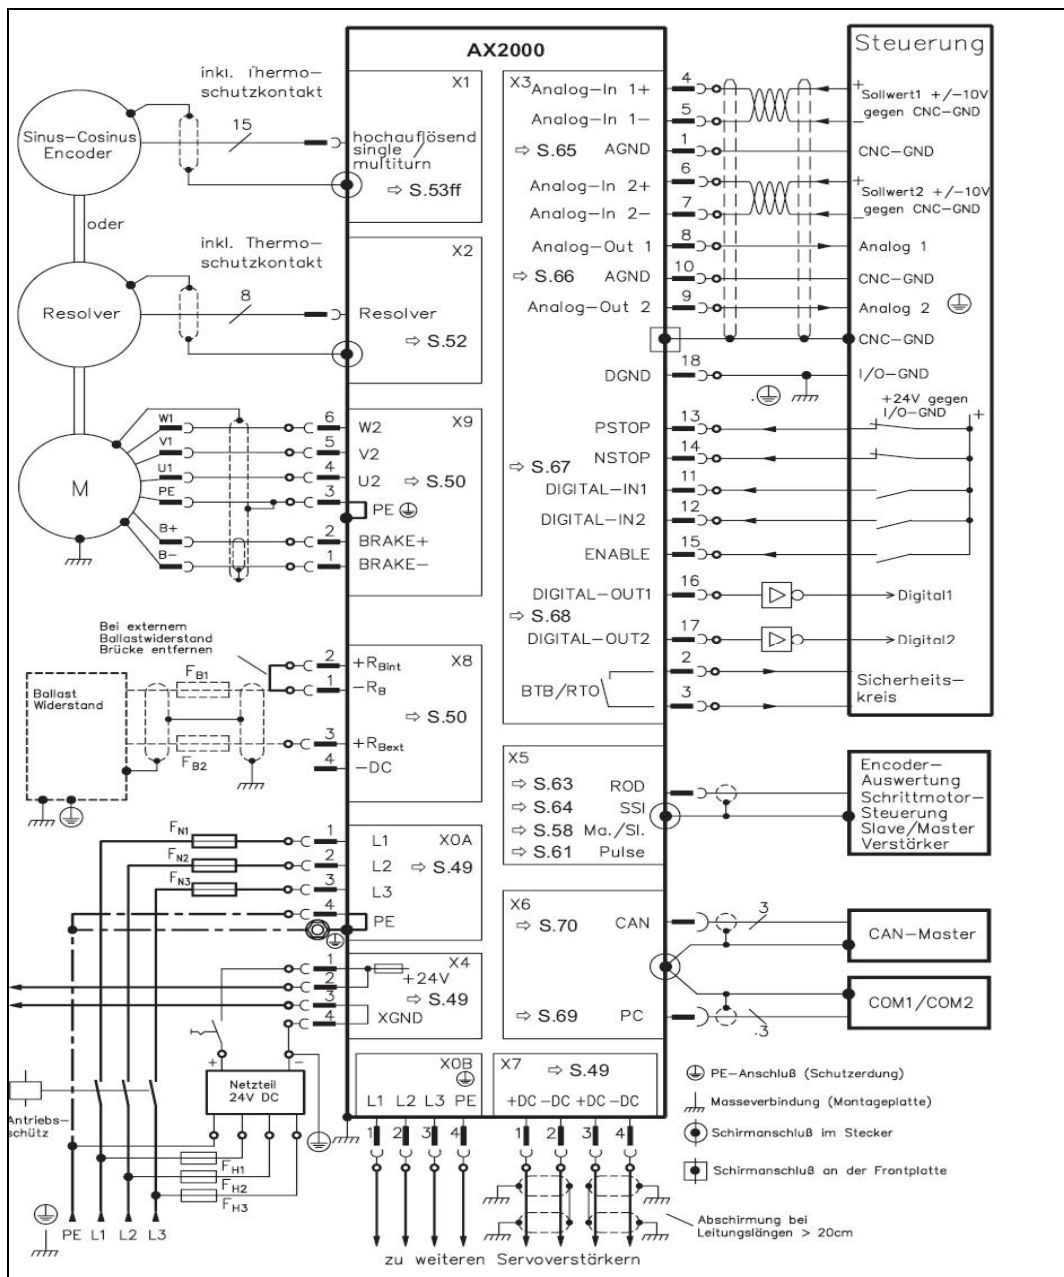 AX2000
Steuerung
inkl. Thermo-
schutzkontakt
Sinus-Cosinus
Encoder
15
X1
hochauflösend
single /
multiturn
⇨ S.53ff
oder
inkl. Thermo-
schutzkontakt
Resolver
8
X2
Resolver
⇨ S.52
M
W1
V1
U1
PE
B+
B-
6
5
4
3
2
1
X9
W2
V2
U2
⇨ S.50
PE
BRAKE+
BRAKE-
Bei externem
Ballastwiderstand
Brücke entfernen
Ballast
Widerstand
FB1
FB2
2
1
3
4
X8
+RBint
-RB
⇨ S.50
+RBext
-DC
FN1
FN2
FN3
1
2
3
4
X0A
L1
L2
⇨ S.49
L3
PE
1
2
3
4
X4
+24V
⇨ S.49
XGND
+
-
Netzteil
24V DC
Antriebs-
schütz
FH1
FH2
FH3
PE L1 L2 L3
X0B
L1 L2 L3 PE
1 2 3 4
X7
⇨ S.49
+DC -DC +DC -DC
1 2 3 4
zu weiteren Servoverstärkern
X3
Analog-In 1+
4
+
Sollwert1 +/-10V
gegen CNC-GND
Analog-In 1-
5
-
⇨ S.65
AGND
1
CNC-GND
Analog-In 2+
6
+
Sollwert2 +/-10V
gegen CNC-GND
Analog-In 2-
7
-
Analog-Out 1
8
Analog 1
⇨ S.66
AGND
10
CNC-GND
Analog-Out 2
9
Analog 2
CNC-GND
DGND
18
I/O-GND
+24V gegen
I/O-GND
+
PSTOP
13
NSTOP
14
⇨ S.67
DIGITAL-IN1
11
DIGITAL-IN2
12
ENABLE
15
DIGITAL-OUT1
16
Digital1
⇨ S.68
DIGITAL-OUT2
17
Digital2
BTB/RTO
2
3
Sicherheits-
kreis
X5
⇨ S.63 ROD
⇨ S.64 SSI
⇨ S.58 Ma./Sl.
⇨ S.61 Pulse
Encoder-
Auswertung
Schrittmotor-
Steuerung
Slave/Master
Verstärker
X6
⇨ S.70 CAN
3
CAN-Master
⇨ S.69 PC
3
COM1/COM2
PE-Anschluß (Schutzerdung)
Masseverbindung (Montageplatte)
Schirmanschluß im Stecker
Schirmanschluß an der Frontplatte
Abschirmung bei
Leitungslängen > 20cm